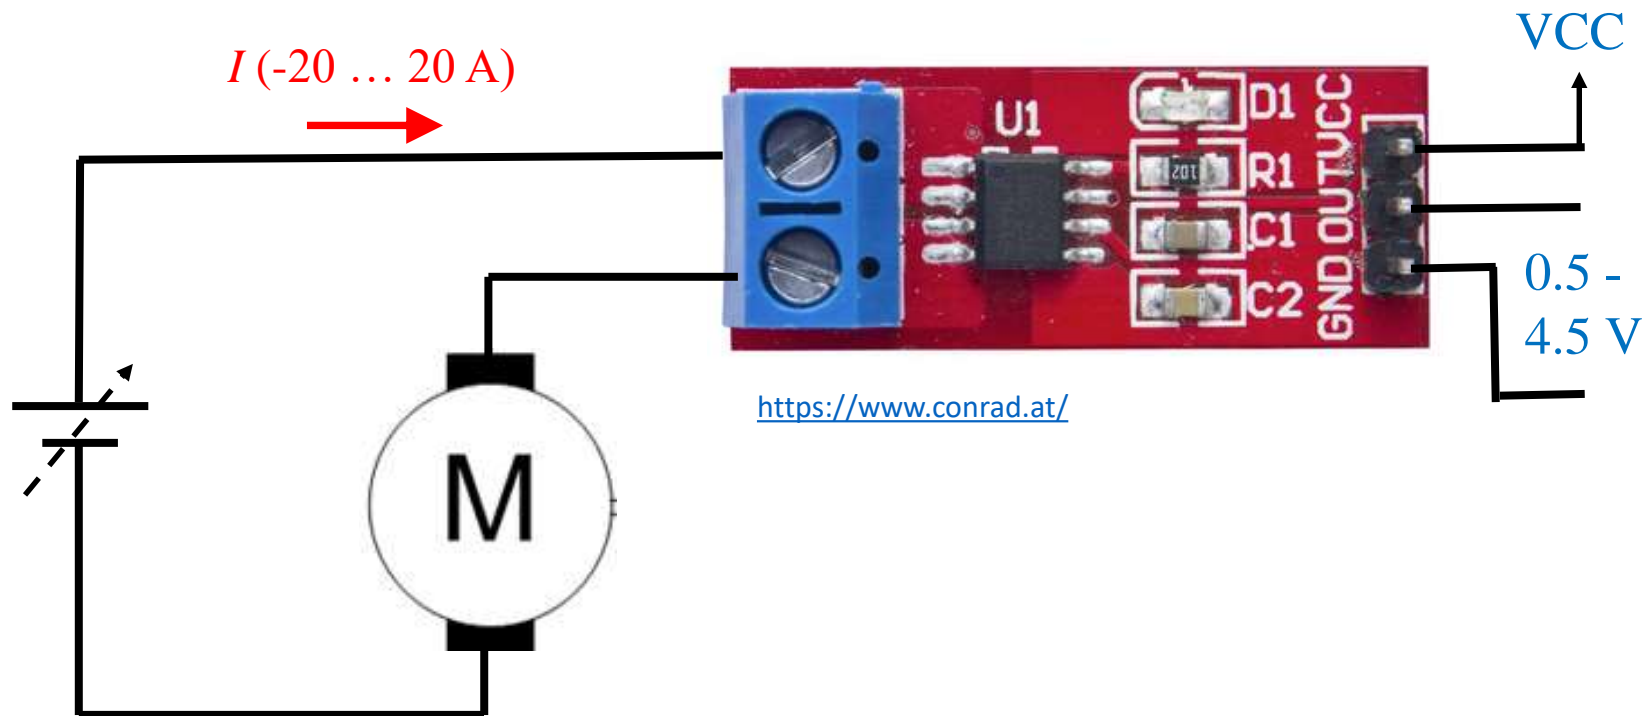 VCC
I (-20 … 20 A)
D1
U1
R1
C1
C2
GND OUT VCC
102
0.5 -
4.5 V
https://www.conrad.at/
M